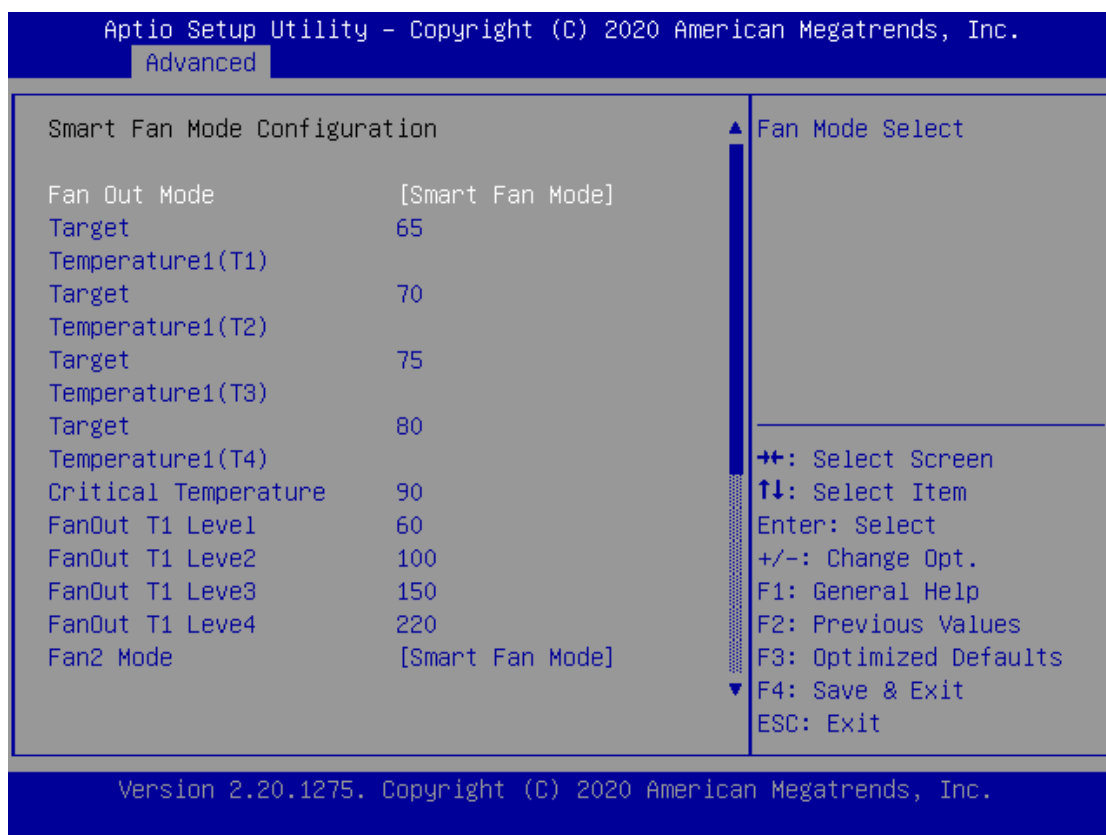 Aptio Setup Utility – Copyright (C) 2020 American Megatrends, Inc.
Advanced
Smart Fan Mode Configuration
Fan Out Mode [Smart Fan Mode]
Target 65
Temperature1(T1)
Target 70
Temperature1(T2)
Target 75
Temperature1(T3)
Target 80
Temperature1(T4)
Critical Temperature 90
FanOut T1 Level 60
FanOut T1 Leve2 100
FanOut T1 Leve3 150
FanOut T1 Leve4 220
Fan2 Mode [Smart Fan Mode]
Fan Mode Select
→←: Select Screen
↑↓: Select Item
Enter: Select
+/-: Change Opt.
F1: General Help
F2: Previous Values
F3: Optimized Defaults
F4: Save & Exit
ESC: Exit
Version 2.20.1275. Copyright (C) 2020 American Megatrends, Inc.